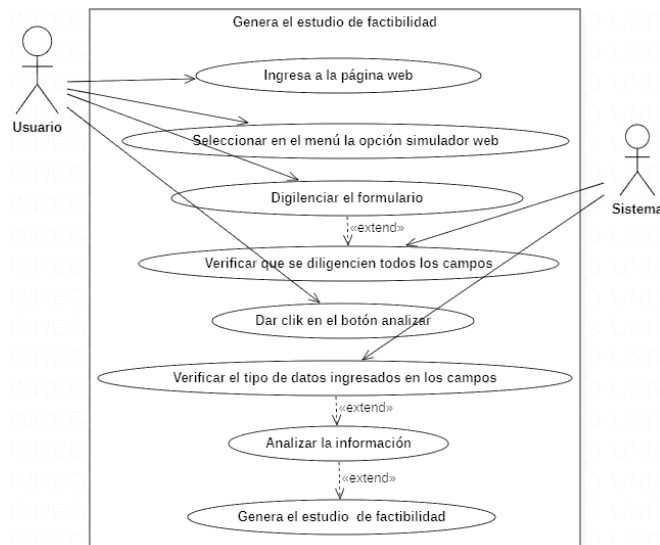 Genera el estudio de factibilidad
Ingresa a la página web
Usuario
Seleccionar en el menú la opción simulador web
Digilenciar el formulario
Sistema
«extend»
Verificar que se diligencien todos los campos
Dar clik en el botón analizar
Verificar el tipo de datos ingresados en los campos
«extend»
Analizar la información
«extend»
Genera el estudio de factibilidad